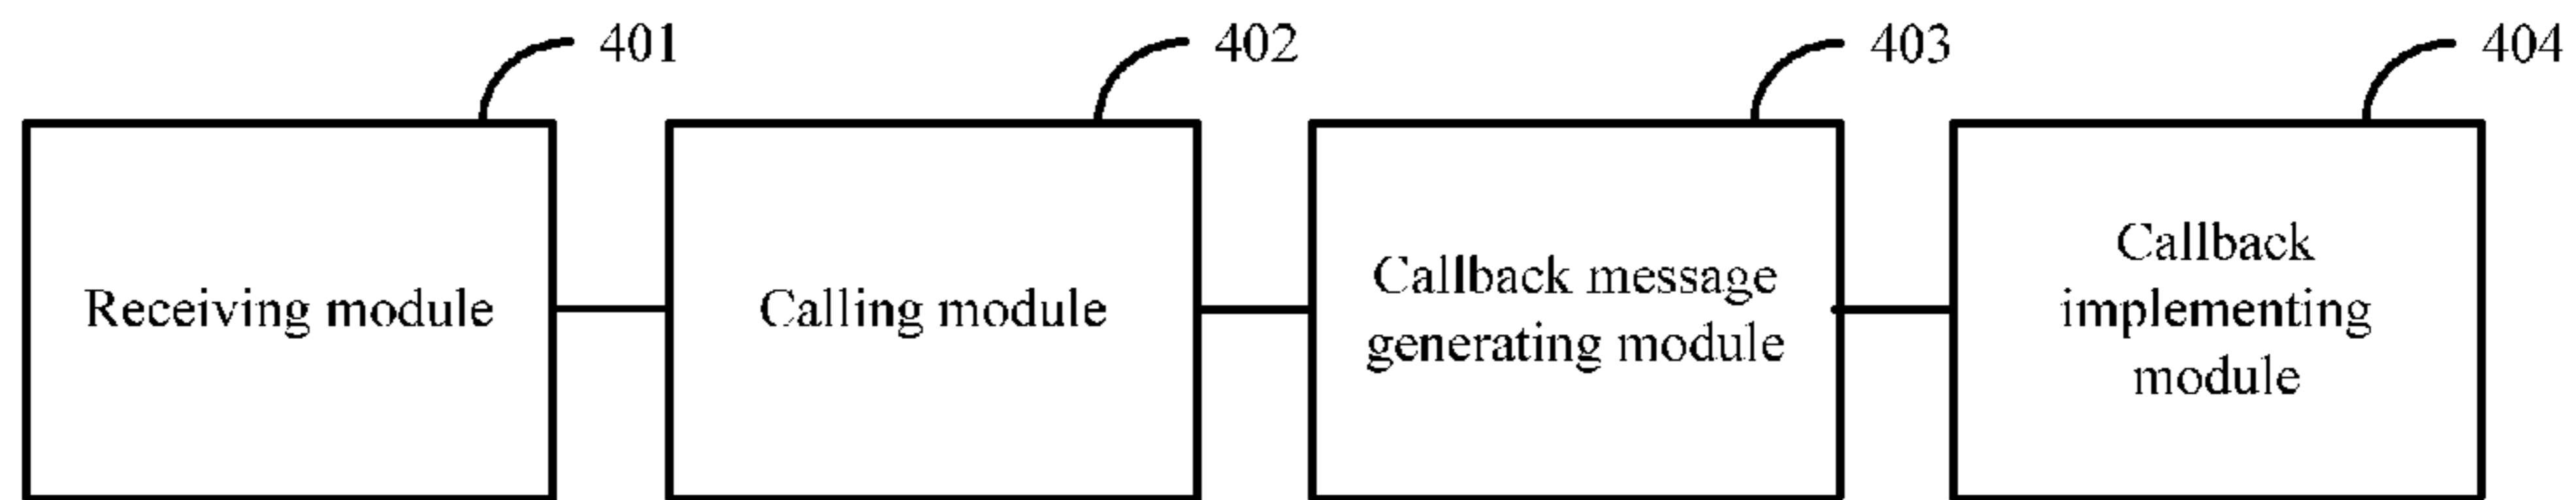 401
402
403
404
Receiving module
Calling module
Callback message
generating module
Callback
implementing
module